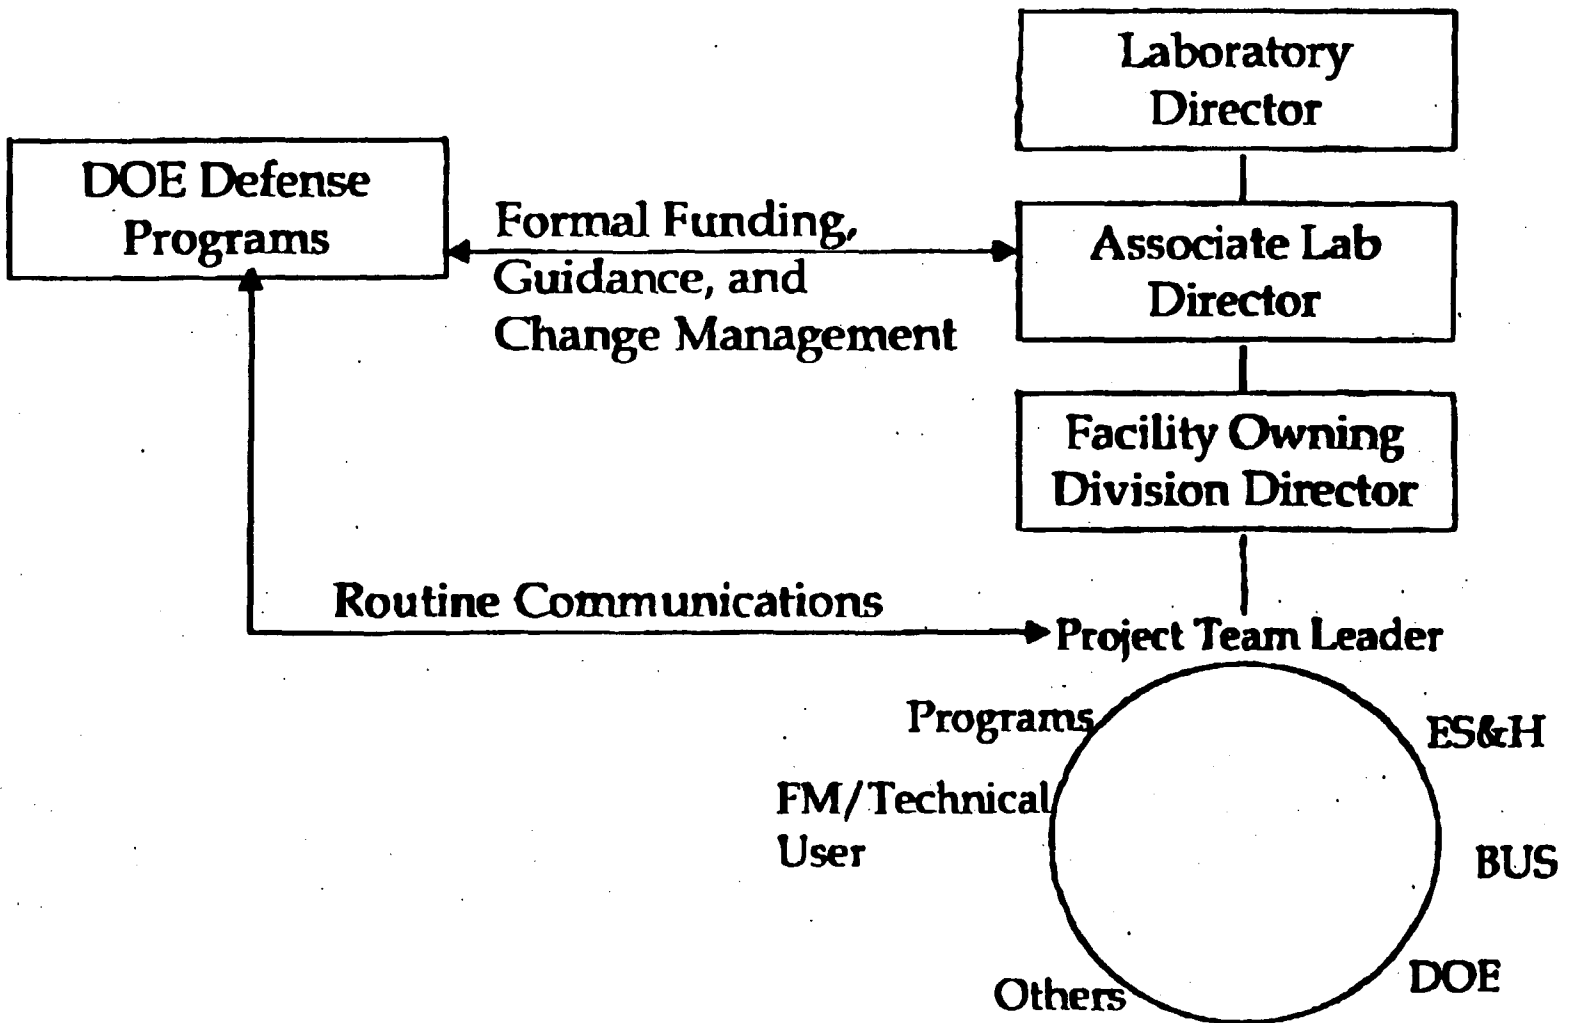 Laboratory
Director
DOE Defense
Programs
Formal Funding,
Guidance, and
Change Management
Associate Lab
Director
Facility Owning
Division Director
Routine Communications
Project Team Leader
Programs
ES&H
FM/Technical
User
BUS
Others
DOE